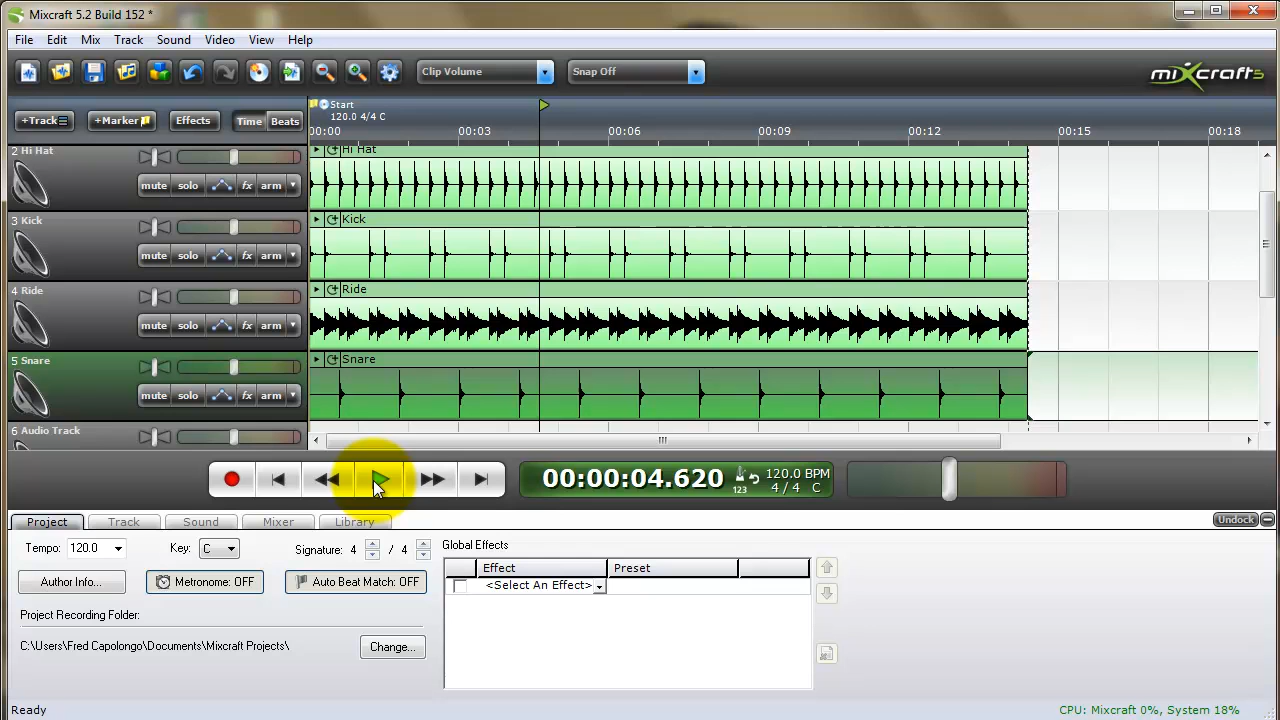 Mixcraft 5.2 Build 152 *
File Edit Mix Track Sound Video View Help
Clip Volume Snap Off mixcraft5
+Track +Marker Effects Time Beats
Start
120.0 4/4 C
00:00 00:03 00:06 00:09 00:12 00:15 00:18
2 Hi Hat
mute solo fx arm
Hi Hat
3 Kick
mute solo fx arm
Kick
4 Ride
mute solo fx arm
Ride
5 Snare
mute solo fx arm
Snare
6 Audio Track
00:00:04.620 123 120.0 BPM
4 / 4 C
Project Track Sound Mixer Library Undock
Tempo: 120.0 Key: C Signature: 4 / 4
Author Info... Metronome: OFF Auto Beat Match: OFF
Project Recording Folder:
C:\Users\Fred Capolongo\Documents\Mixcraft Projects\ Change...
Global Effects
Effect Preset
<Select An Effect>
Ready CPU: Mixcraft 0%, System 18%